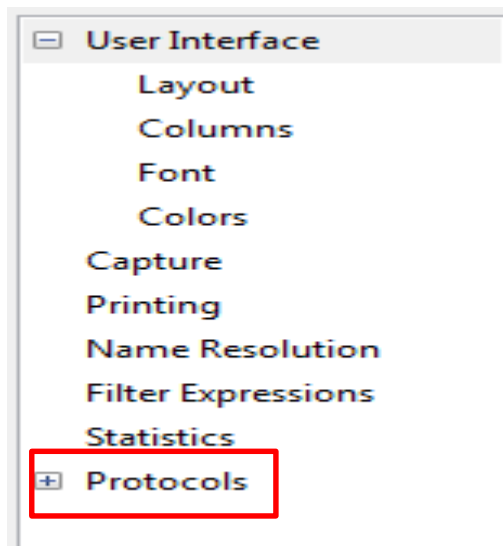 User Interface
Layout
Columns
Font
Colors
Capture
Printing
Name Resolution
Filter Expressions
Statistics
Protocols